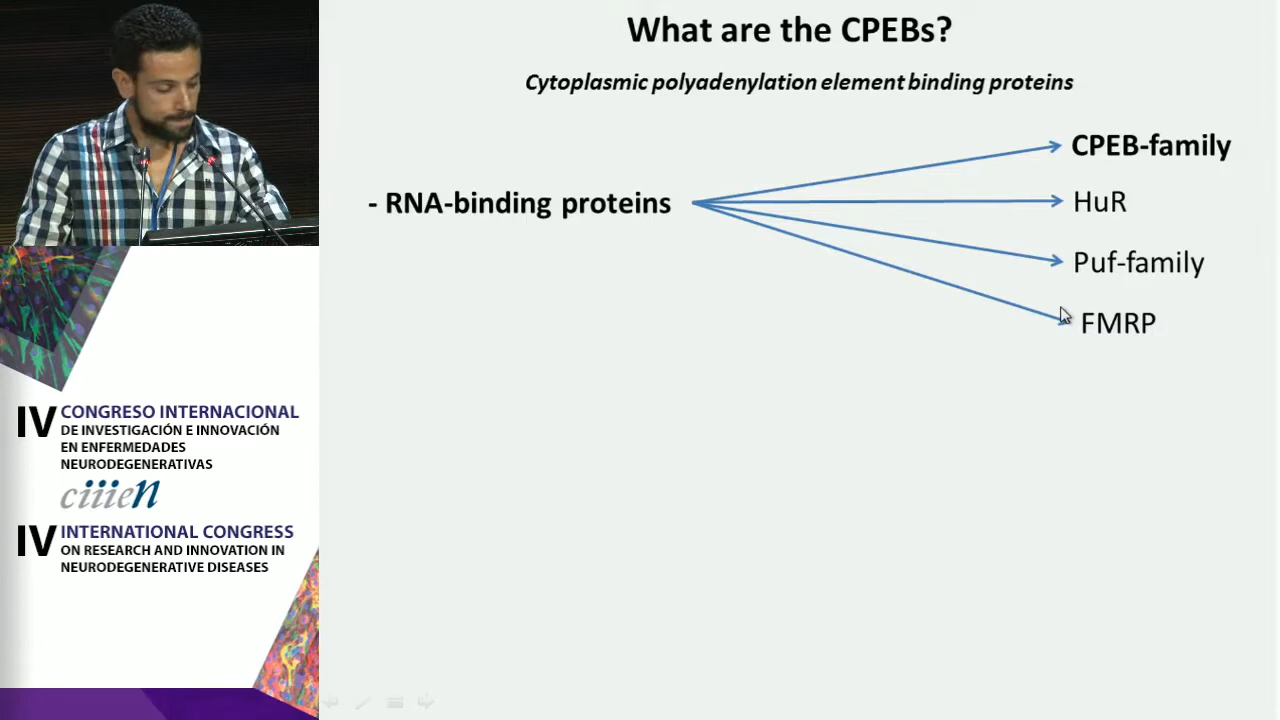 What are the CPEBs?
Cytoplasmic polyadenylation element binding proteins
- RNA-binding proteins
CPEB-family
HuR
Puf-family
FMRP
IV CONGRESO INTERNACIONAL
DE INVESTIGACIÓN E INNOVACIÓN
EN ENFERMEDADES
NEURODEGENERATIVAS
ciiien
IV INTERNATIONAL CONGRESS
ON RESEARCH AND INNOVATION IN
NEURODEGENERATIVE DISEASES